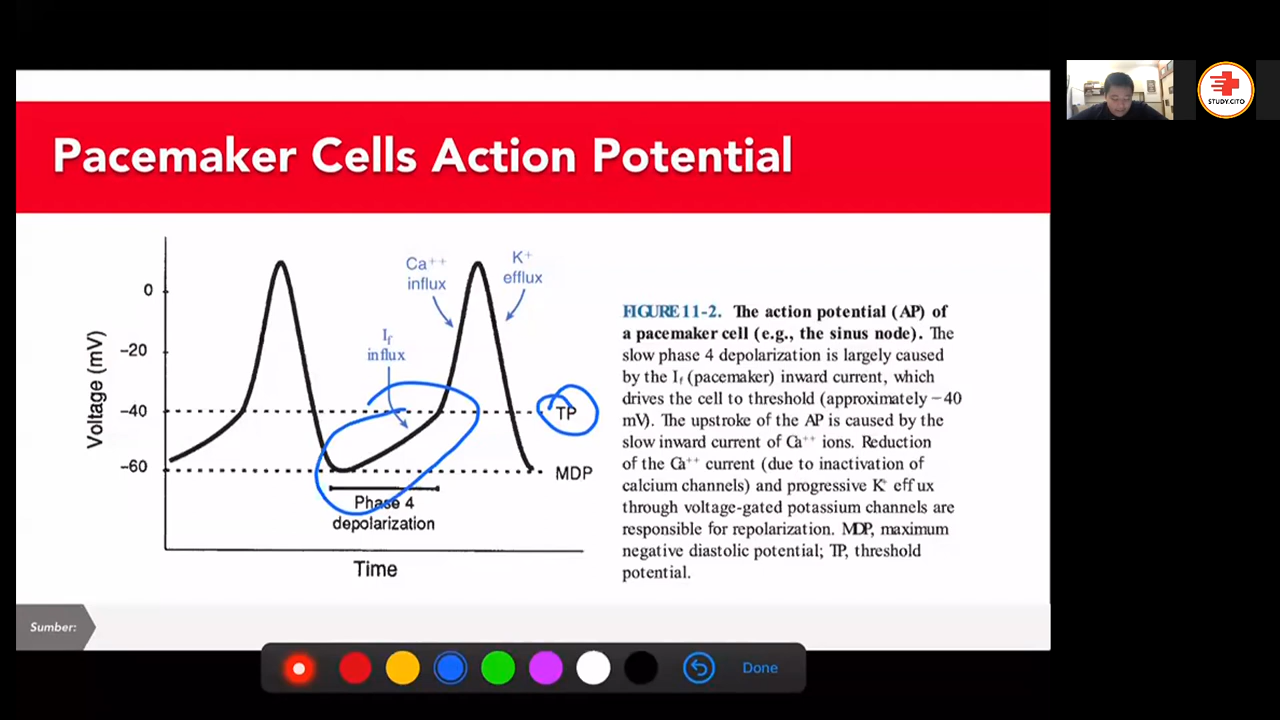 Pacemaker Cells Action Potential
STUDY.CITO
Ca++
influx
K+
efflux
If
influx
0
−20
−40
−60
Voltage (mV)
TP
MDP
Phase 4
depolarization
Time
FIGURE 11-2. The action potential (AP) of
a pacemaker cell (e.g., the sinus node). The
slow phase 4 depolarization is largely caused
by the If (pacemaker) inward current, which
drives the cell to threshold (approximately −40
mV). The upstroke of the AP is caused by the
slow inward current of Ca++ ions. Reduction
of the Ca++ current (due to inactivation of
calcium channels) and progressive K+ eff ux
through voltage-gated potassium channels are
responsible for repolarization. MDP, maximum
negative diastolic potential; TP, threshold
potential.
Sumber:
Done